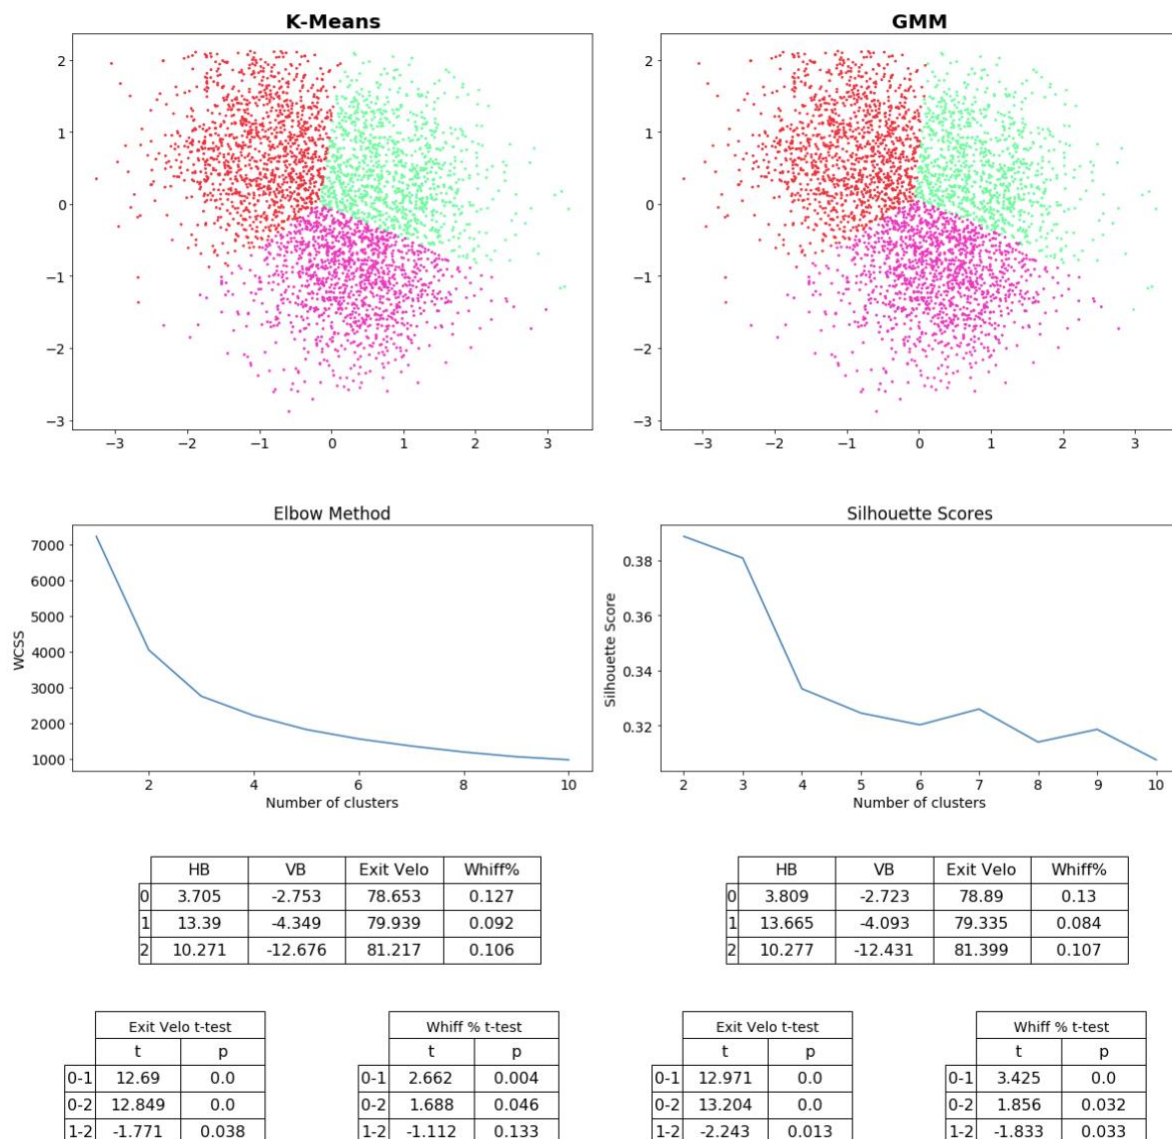 K-Means GMM
2 2
1 1
0 0
−1 −1
−2 −2
−3 −3
−3 −2 −1 0 1 2 3 −3 −2 −1 0 1 2 3
Elbow Method Silhouette Scores
7000
6000
5000
4000
3000
2000
1000
WCSS
2 4 6 8 10
Number of clusters
0.38
0.36
0.34
0.32
Silhouette Score
2 3 4 5 6 7 8 9 10
Number of clusters
HB VB Exit Velo Whiff%
0 3.705 -2.753 78.653 0.127
1 13.39 -4.349 79.939 0.092
2 10.271 -12.676 81.217 0.106
HB VB Exit Velo Whiff%
0 3.809 -2.723 78.89 0.13
1 13.665 -4.093 79.335 0.084
2 10.277 -12.431 81.399 0.107
Exit Velo t-test
t p
0-1 12.69 0.0
0-2 12.849 0.0
1-2 -1.771 0.038
Whiff % t-test
t p
0-1 2.662 0.004
0-2 1.688 0.046
1-2 -1.112 0.133
Exit Velo t-test
t p
0-1 12.971 0.0
0-2 13.204 0.0
1-2 -2.243 0.013
Whiff % t-test
t p
0-1 3.425 0.0
0-2 1.856 0.032
1-2 -1.833 0.033